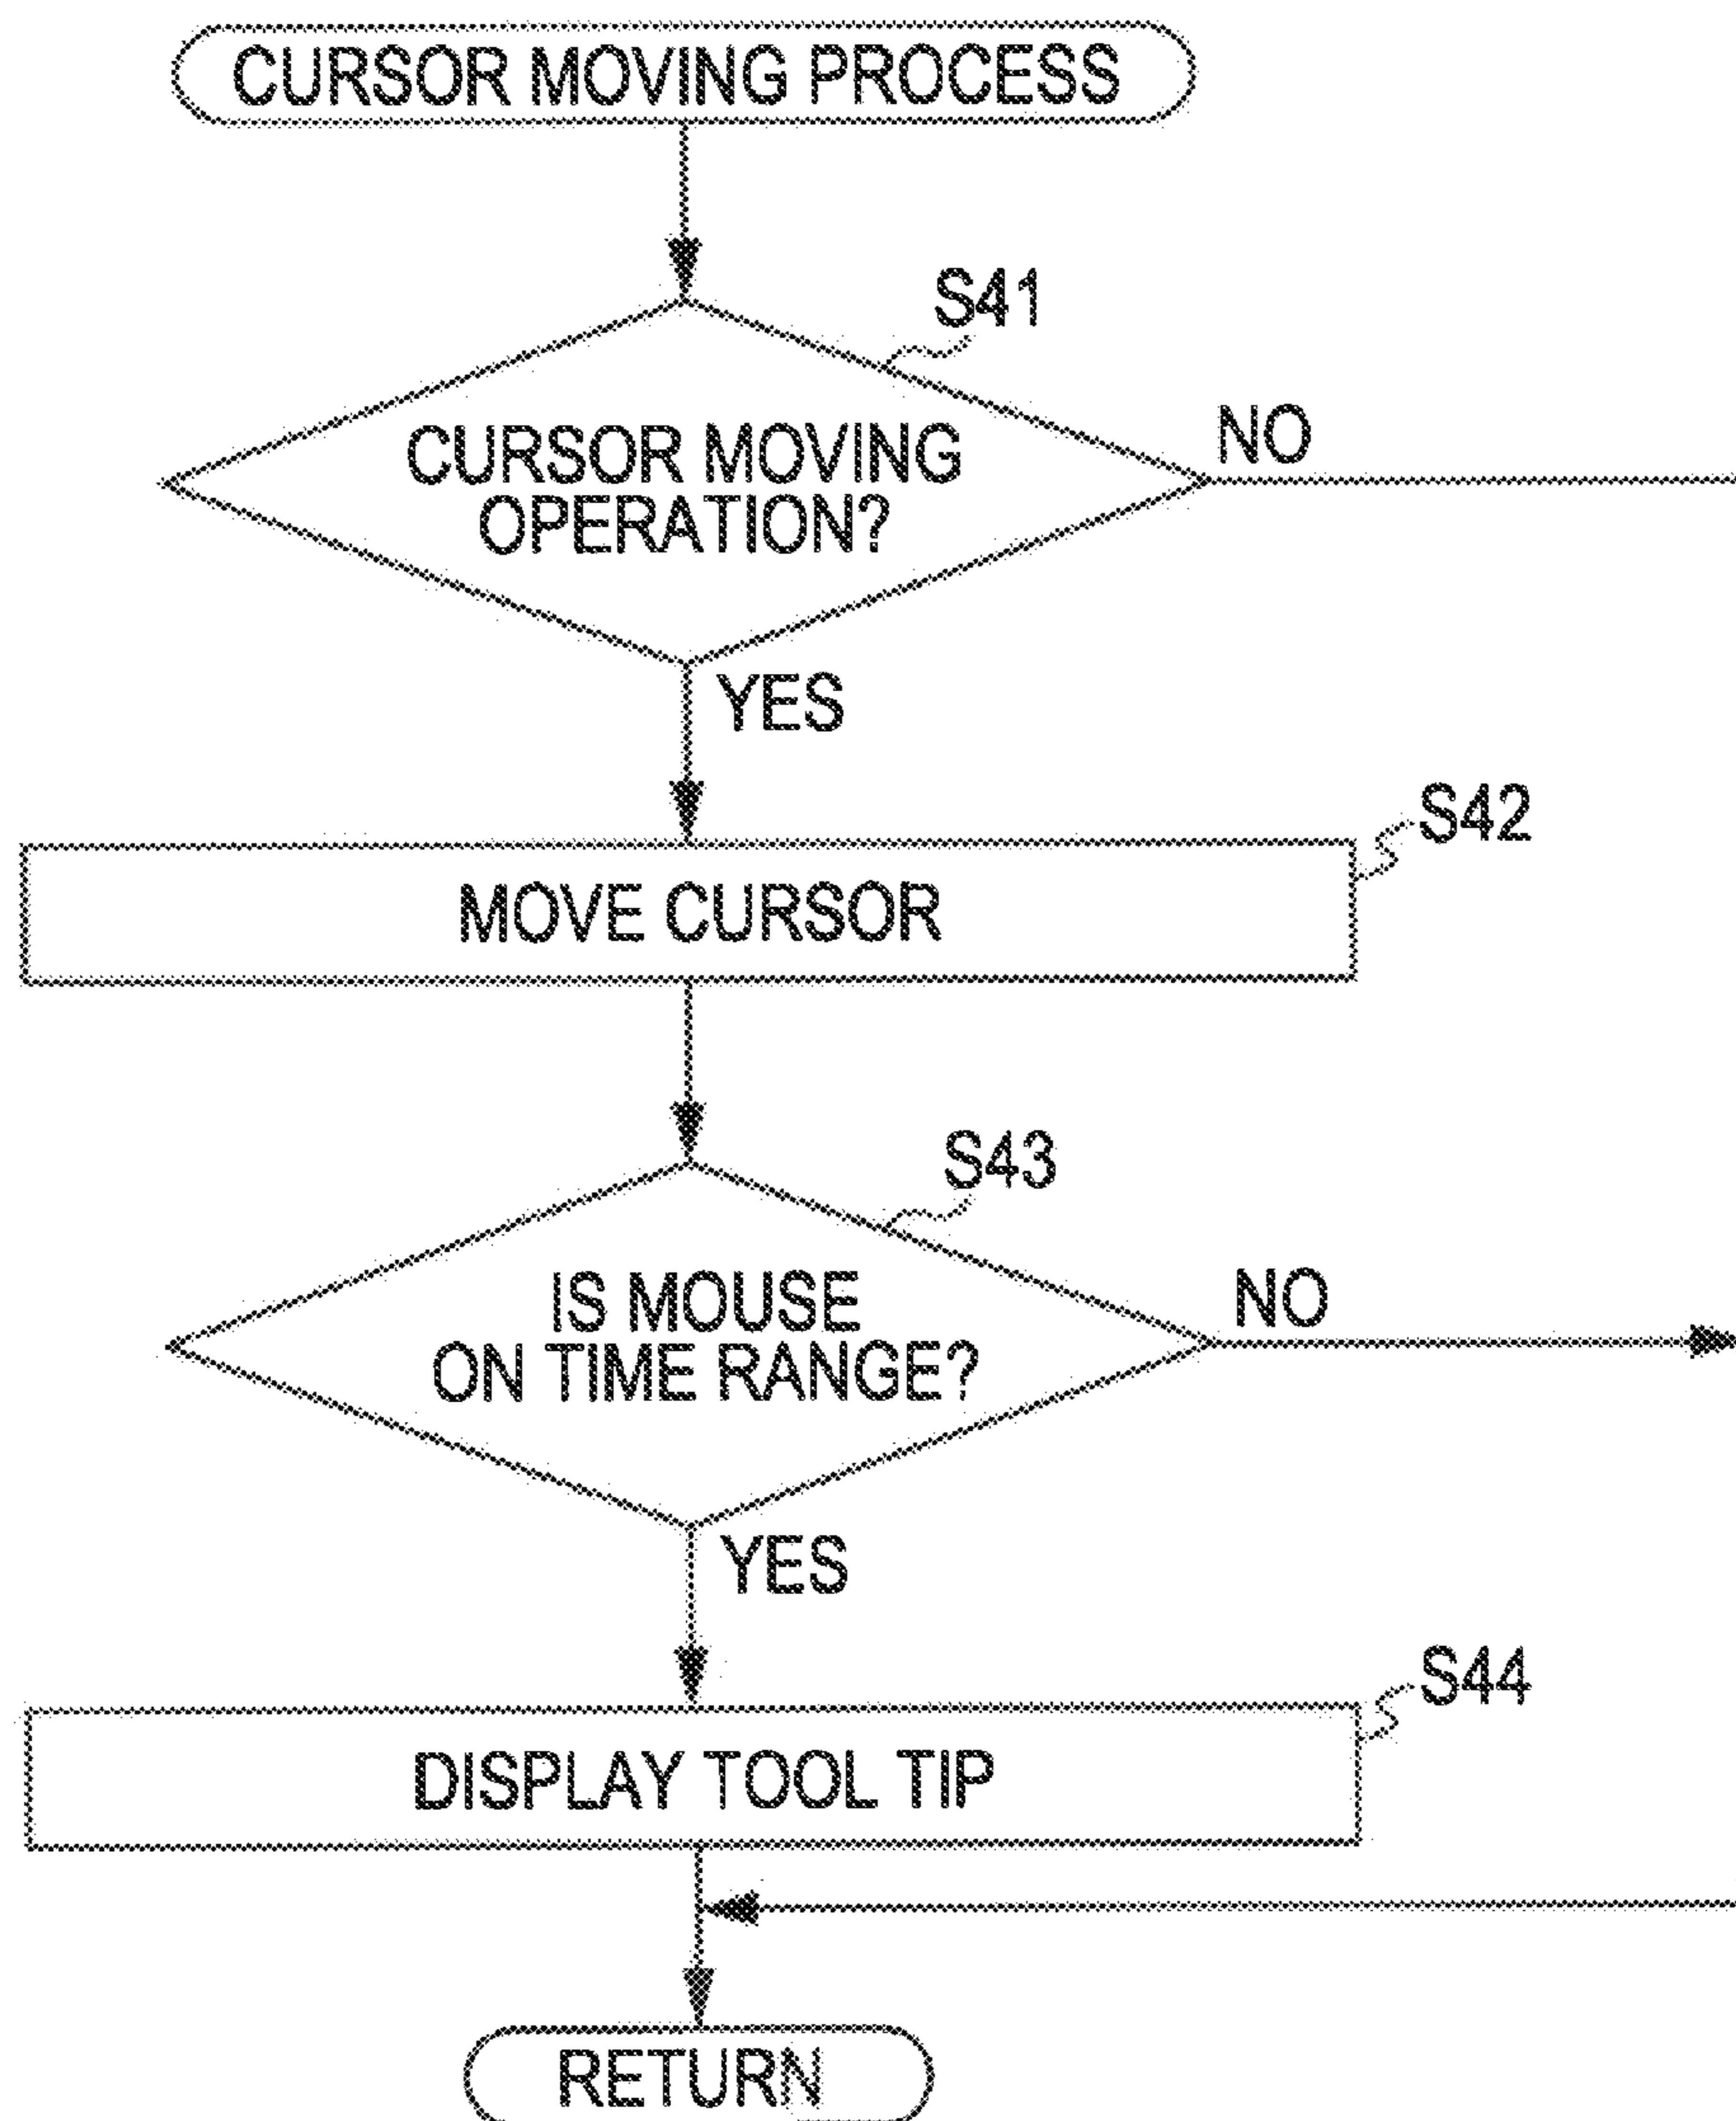 CURSOR MOVING PROCESS
S41
CURSOR MOVING
OPERATION?
NO
YES
S42
MOVE CURSOR
S43
IS MOUSE
ON TIME RANGE?
NO
YES
S44
DISPLAY TOOL TIP
RETURN